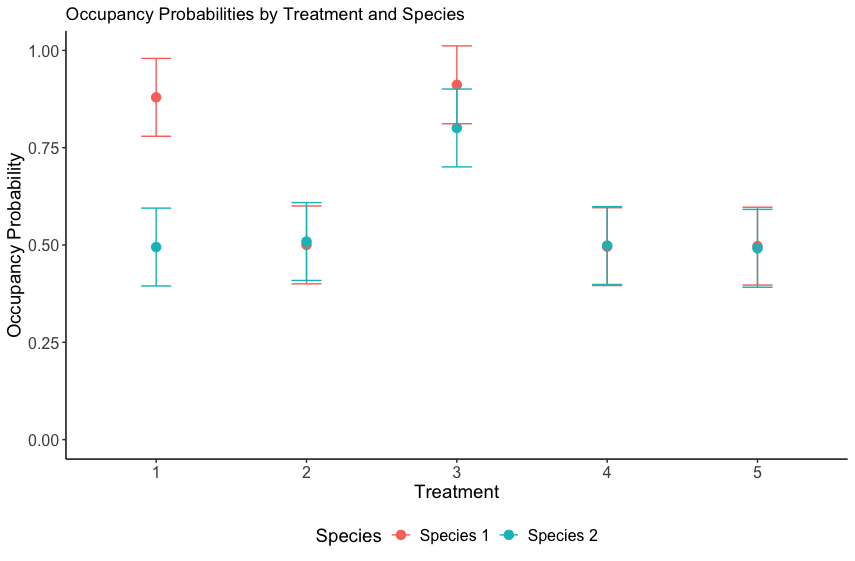 Occupancy Probabilities by Treatment and Species
Occupancy Probability
1.00
0.75
0.50
0.25
0.00
1 2 3 4 5
Treatment
Species Species 1 Species 2